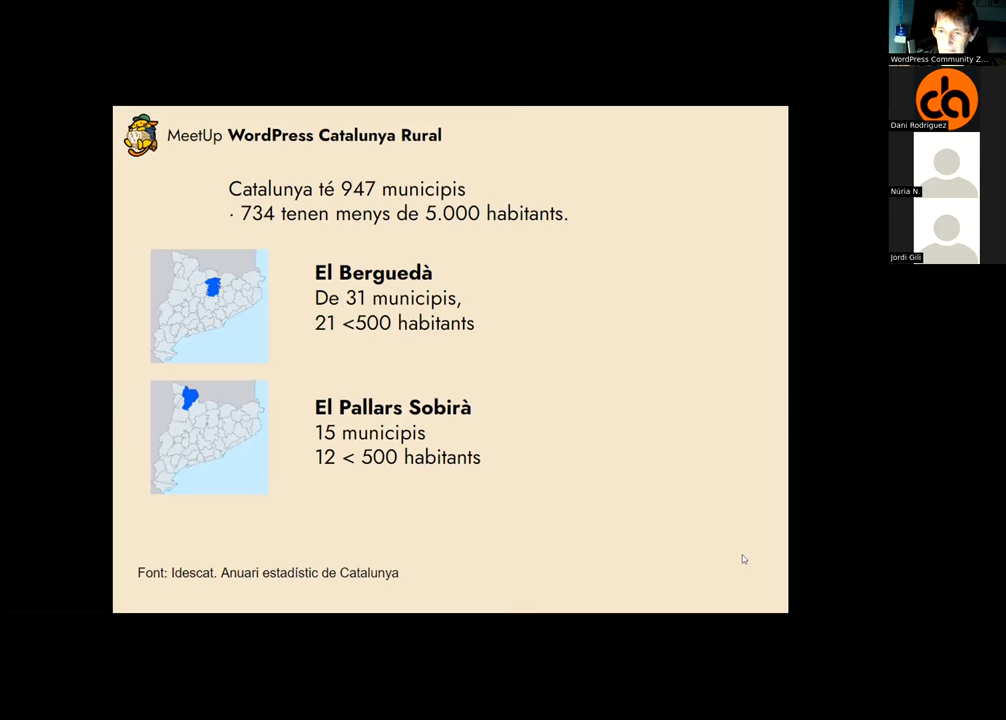 MeetUp WordPress Catalunya Rural
Catalunya té 947 municipis
· 734 tenen menys de 5.000 habitants.
El Berguedà
De 31 municipis,
21 <500 habitants
El Pallars Sobirà
15 municipis
12 < 500 habitants
Font: Idescat. Anuari estadístic de Catalunya
WordPress Community Z...
Dani Rodriguez
Núria N.
Jordi Gili